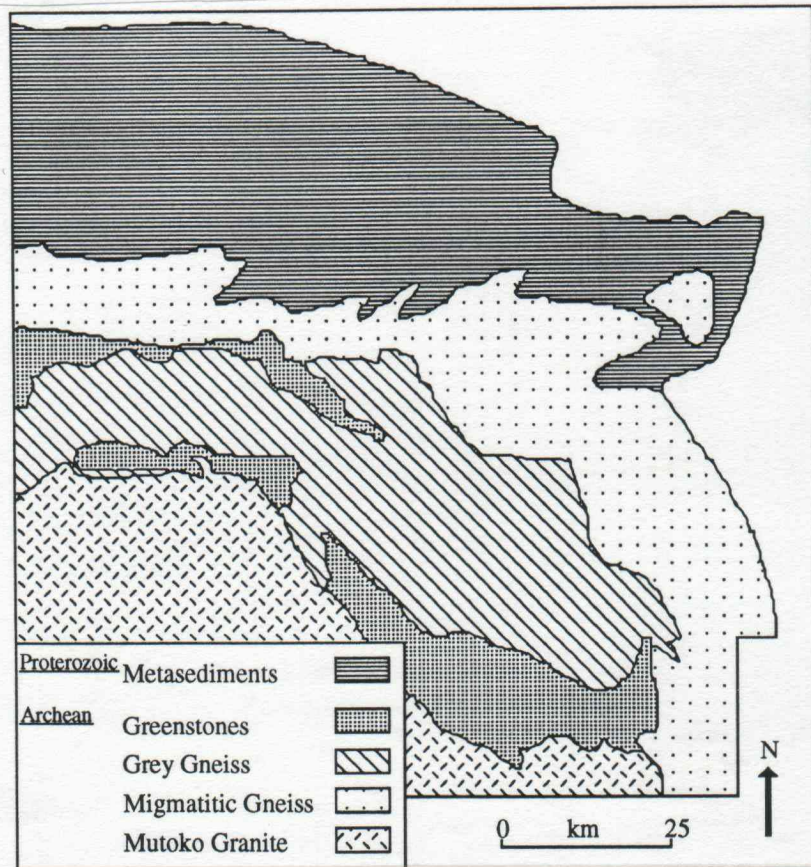 Proterozoic Metasediments
Archean
Greenstones
Grey Gneiss
Migmatitic Gneiss
Mutoko Granite
N
0 km 25